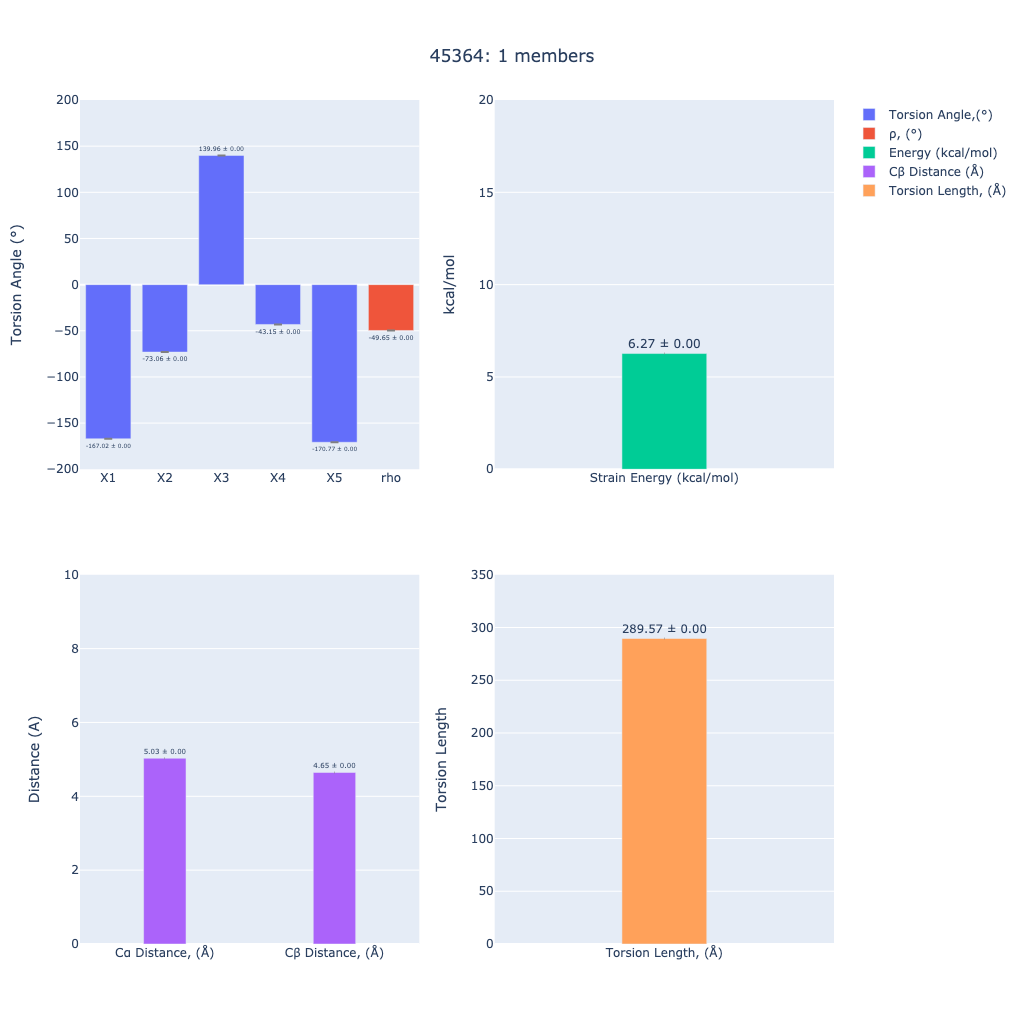 45364: 1 members
Torsion Angle (°)
200
150
100
50
0
−50
−100
−150
−200
-167.02 ± 0.00
-73.06 ± 0.00
139.96 ± 0.00
-43.15 ± 0.00
-170.77 ± 0.00
-49.65 ± 0.00
X1 X2 X3 X4 X5 rho
kcal/mol
20
15
10
5
0
6.27 ± 0.00
Strain Energy (kcal/mol)
Torsion Angle,(°)
ρ, (°)
Energy (kcal/mol)
Cβ Distance (Å)
Torsion Length, (Å)
Distance (A)
10
8
6
4
2
0
5.03 ± 0.00
4.65 ± 0.00
Cα Distance, (Å) Cβ Distance, (Å)
Torsion Length
350
300
250
200
150
100
50
0
289.57 ± 0.00
Torsion Length, (Å)